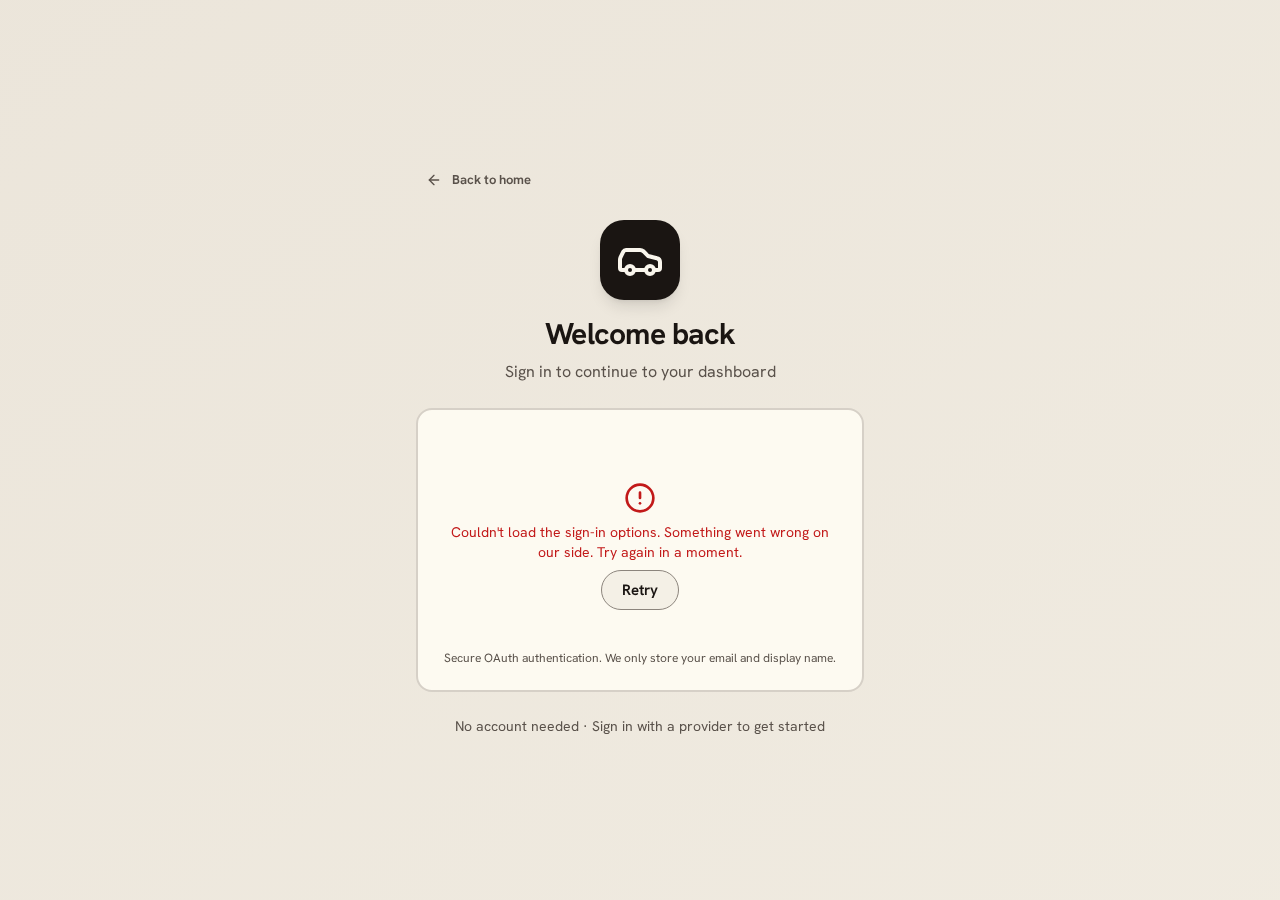 Back to home
Welcome back
Sign in to continue to your dashboard
Couldn't load the sign-in options. Something went wrong on
our side. Try again in a moment.
Retry
Secure OAuth authentication. We only store your email and display name.
No account needed · Sign in with a provider to get started